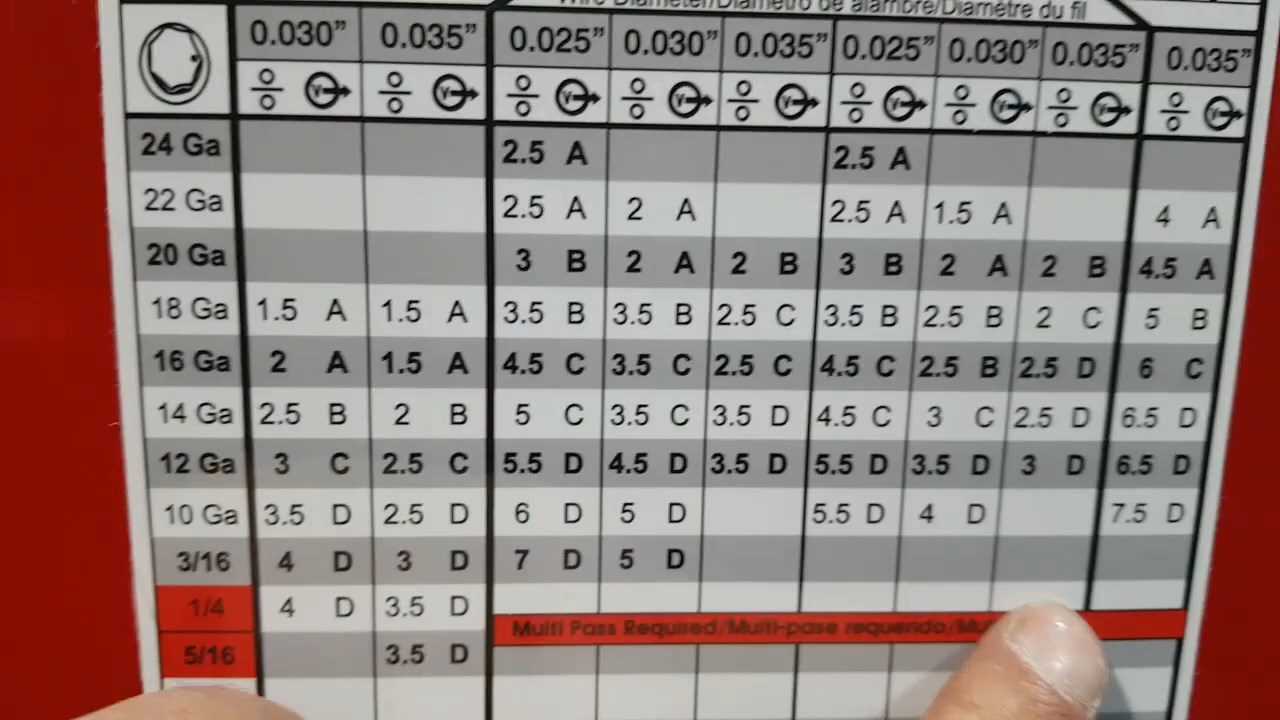 Wire Diameter/Diámetro de alambre/Diamètre du fil
0.030” 0.035” 0.025” 0.030” 0.035” 0.025” 0.030” 0.035” 0.035”
V V V V V V V V V
24 Ga 2.5 A 2.5 A
22 Ga 2.5 A 2 A 2.5 A 1.5 A 4 A
20 Ga 3 B 2 A 2 B 3 B 2 A 2 B 4.5 A
18 Ga 1.5 A 1.5 A 3.5 B 3.5 B 2.5 C 3.5 B 2.5 B 2 C 5 B
16 Ga 2 A 1.5 A 4.5 C 3.5 C 2.5 C 4.5 C 2.5 B 2.5 D 6 C
14 Ga 2.5 B 2 B 5 C 3.5 C 3.5 D 4.5 C 3 C 2.5 D 6.5 D
12 Ga 3 C 2.5 C 5.5 D 4.5 D 3.5 D 5.5 D 3.5 D 3 D 6.5 D
10 Ga 3.5 D 2.5 D 6 D 5 D 5.5 D 4 D 7.5 D
3/16 4 D 3 D 7 D 5 D
1/4 4 D 3.5 D
Multi Pass Required/Multi-pase requerido/
5/16 3.5 D